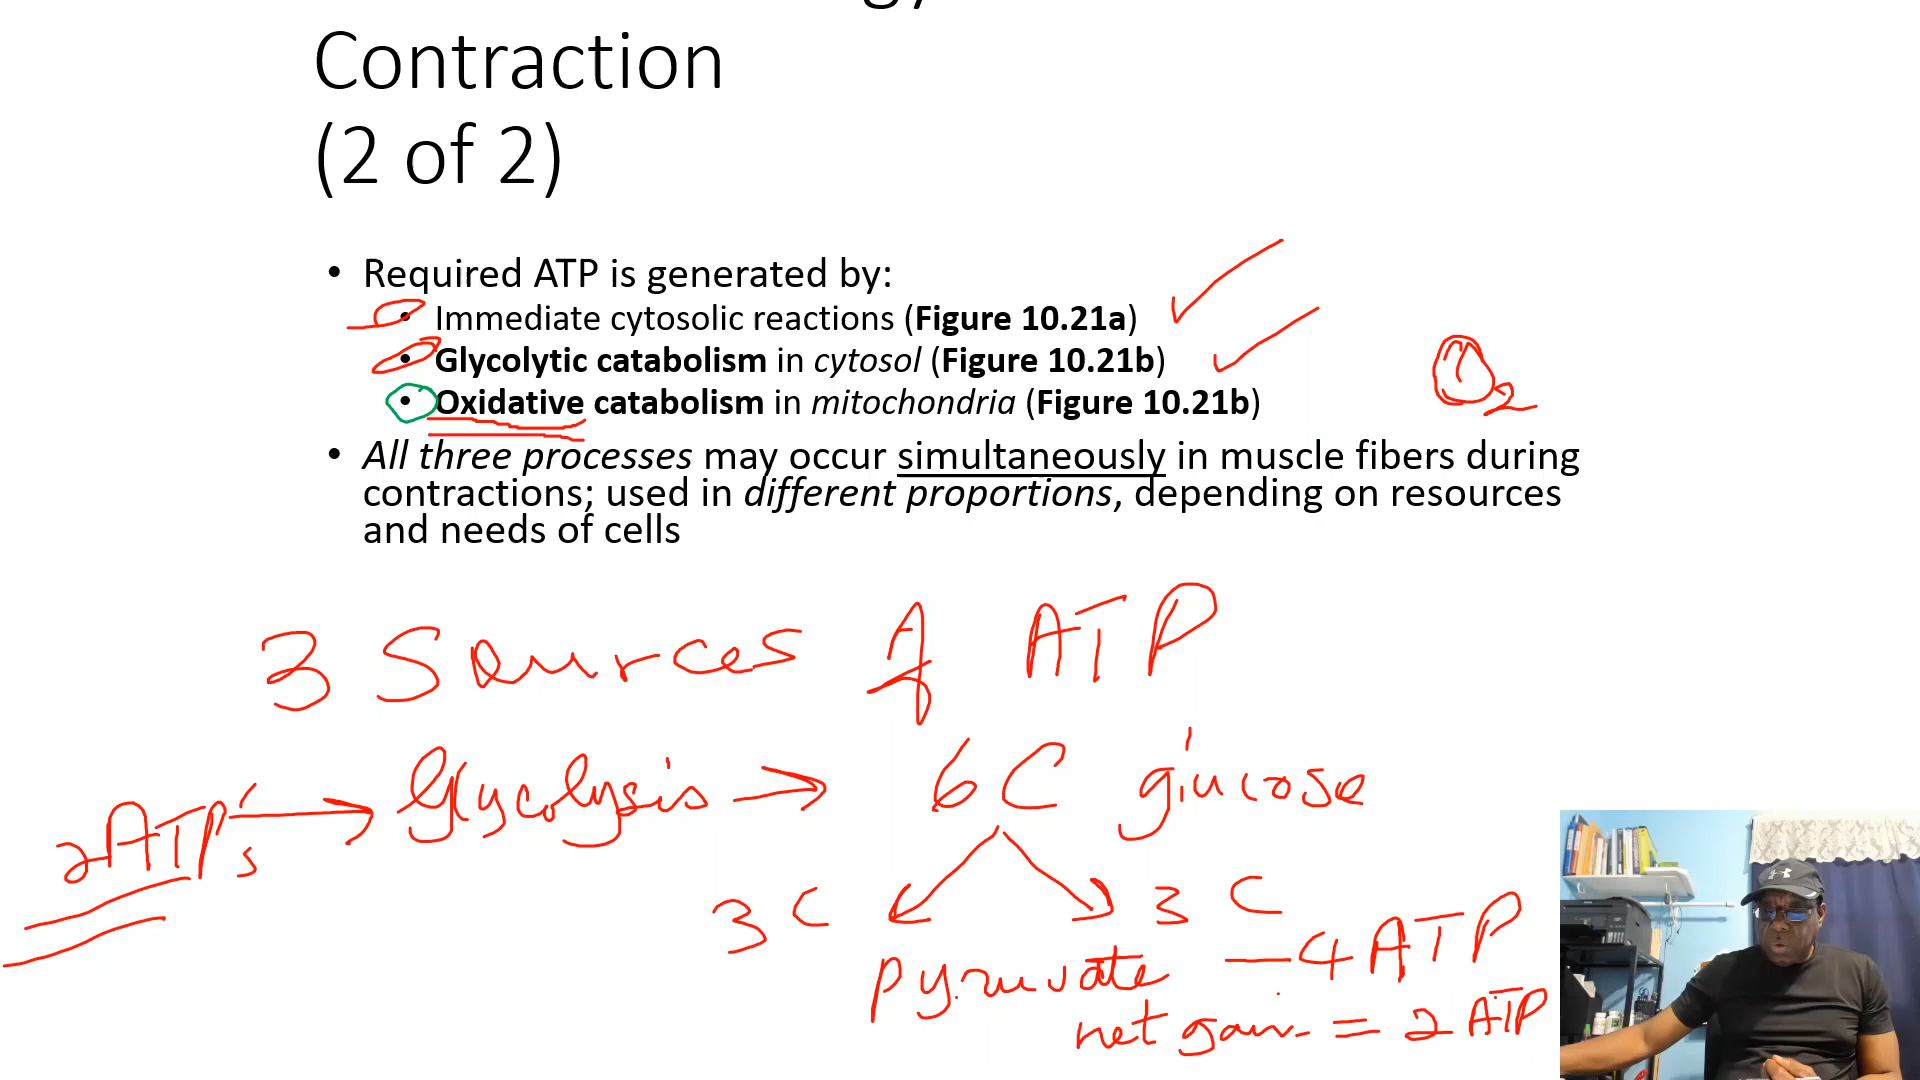 Contraction
(2 of 2)
• Required ATP is generated by:
• Immediate cytosolic reactions (Figure 10.21a)
• Glycolytic catabolism in cytosol (Figure 10.21b)
• Oxidative catabolism in mitochondria (Figure 10.21b)
O2
• All three processes may occur simultaneously in muscle fibers during
contractions; used in different proportions, depending on resources
and needs of cells
3 Sources of ATP
2ATP's → Glycolysis → 6C glucose
3C 3C
pyruvate — 4ATP
net gain = 2 ATP